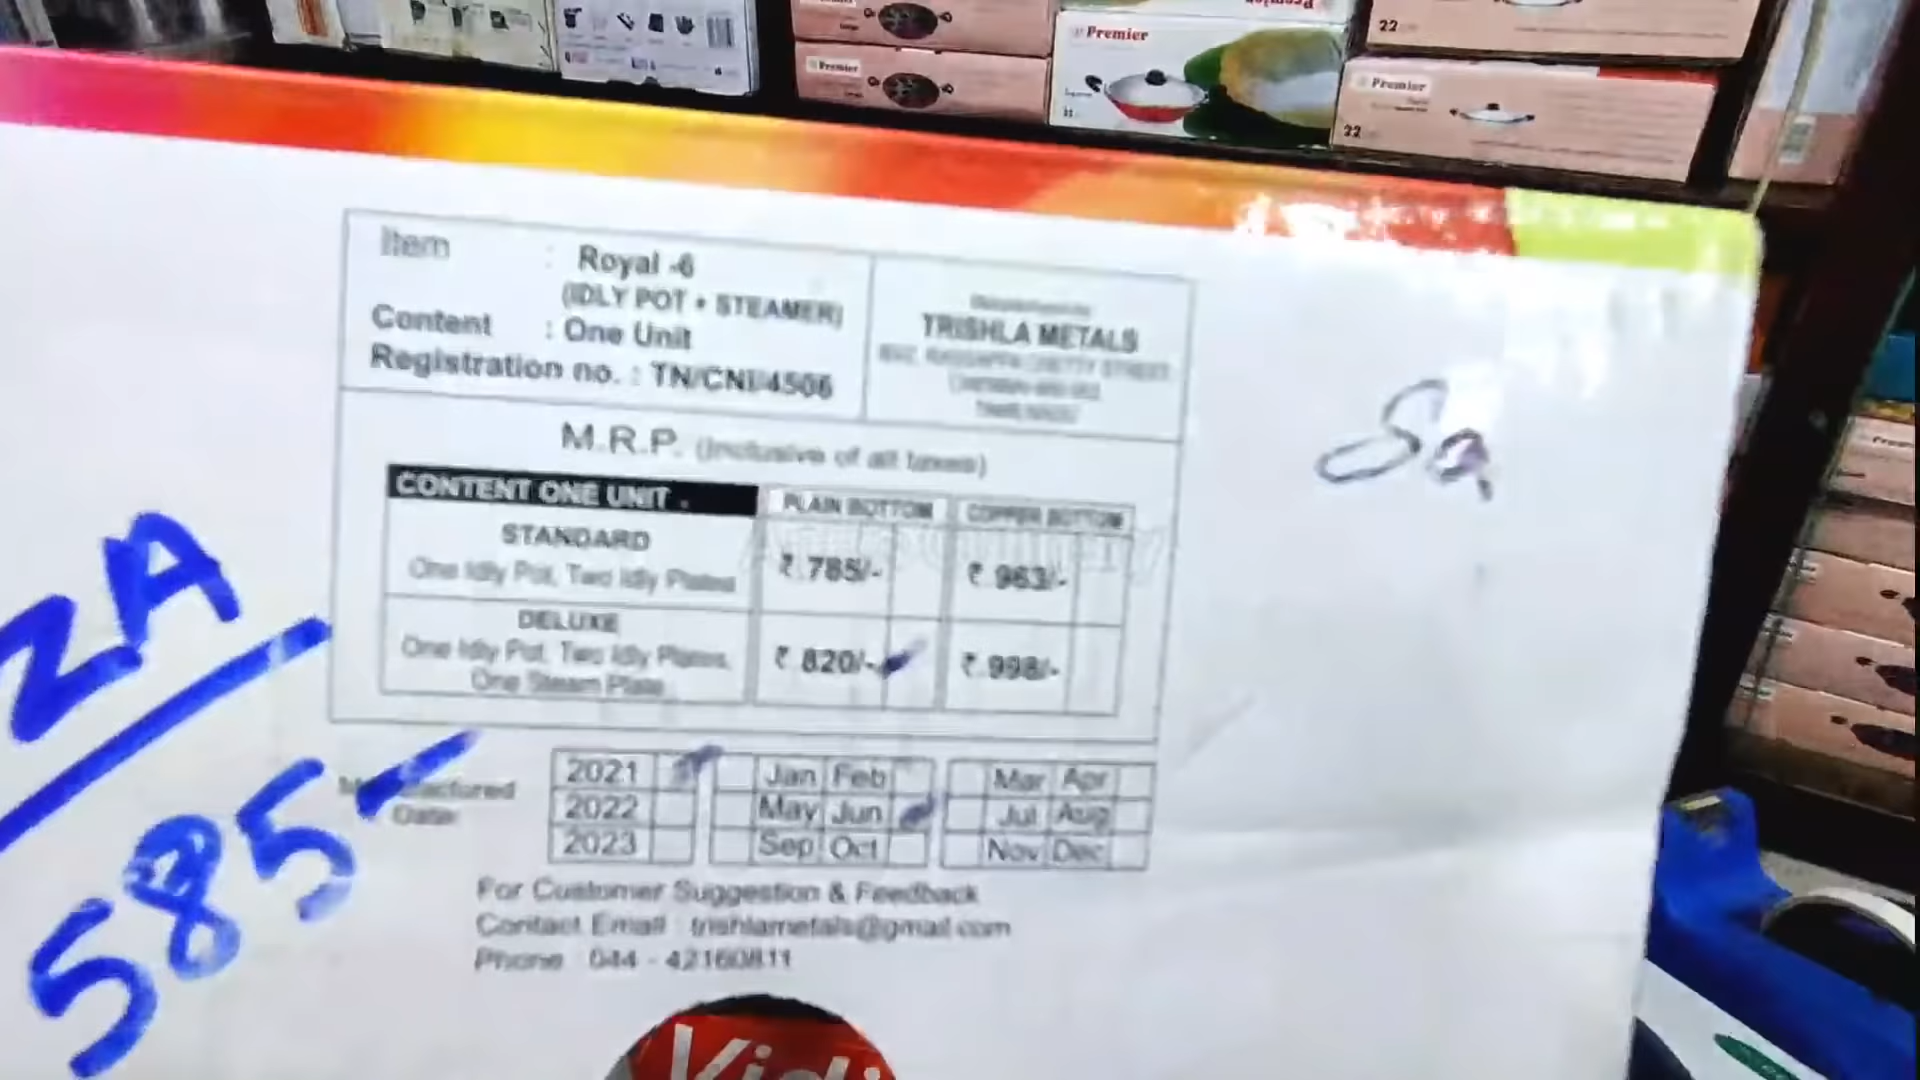 Premier
Premier
22
Premier
22
Item : Royal -6
(IDLY POT + STEAMER)
Content : One Unit
Registration no. : TN/CNI/4506
TRISHLA METALS
M.R.P. (Inclusive of all taxes)
CONTENT ONE UNIT - PLAIN BOTTOM COPPER BOTTOM
STANDARD
One Idly Pot, Two Idly Plates ₹.785/- ₹.963/-
DELUXE
One Idly Pot, Two Idly Plates, ₹.820/- ₹.998/-
One Steam Plate
Sa
ZA
585-
Manufactured
Date
2021 Jan Feb Mar Apr
2022 May Jun Jul Aug
2023 Sep Oct Nov Dec
For Customer Suggestion & Feedback
Contact Email : trishlametals@gmail.com
Phone : 044 - 42160811